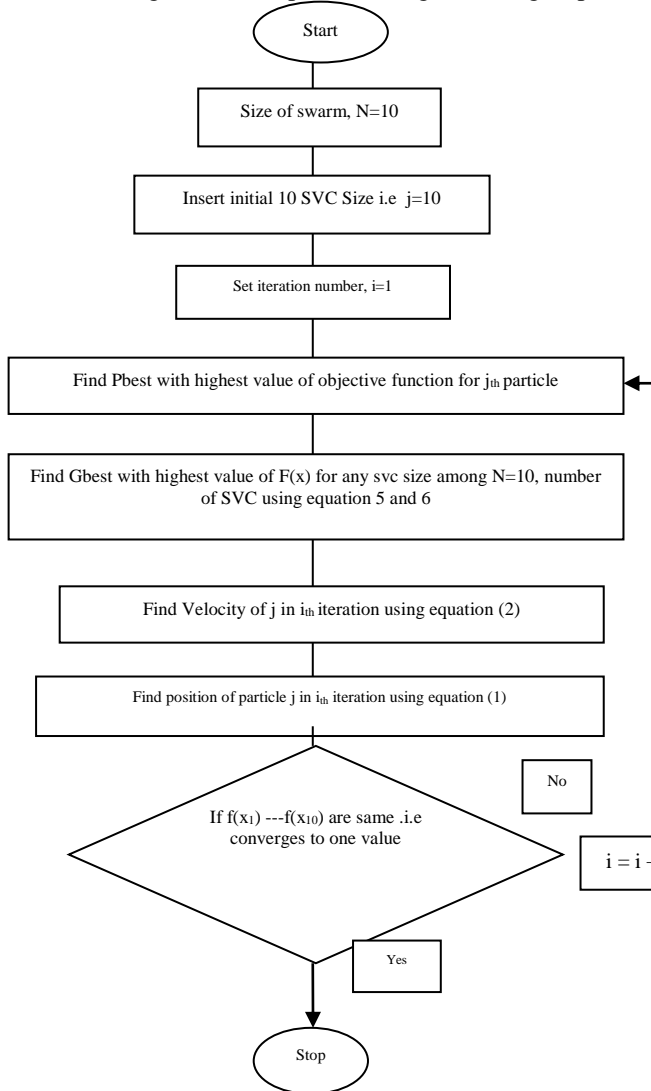 Start
Size of swarm, N=10
Insert initial 10 SVC Size i.e j=10
Set iteration number, i=1
Find Pbest with highest value of objective function for jth particle
Find Gbest with highest value of F(x) for any svc size among N=10, number
of SVC using equation 5 and 6
Find Velocity of j in ith iteration using equation (2)
Find position of particle j in ith iteration using equation (1)
No
If f(x1) ---f(x10) are same .i.e
converges to one value
i = i
Yes
Stop